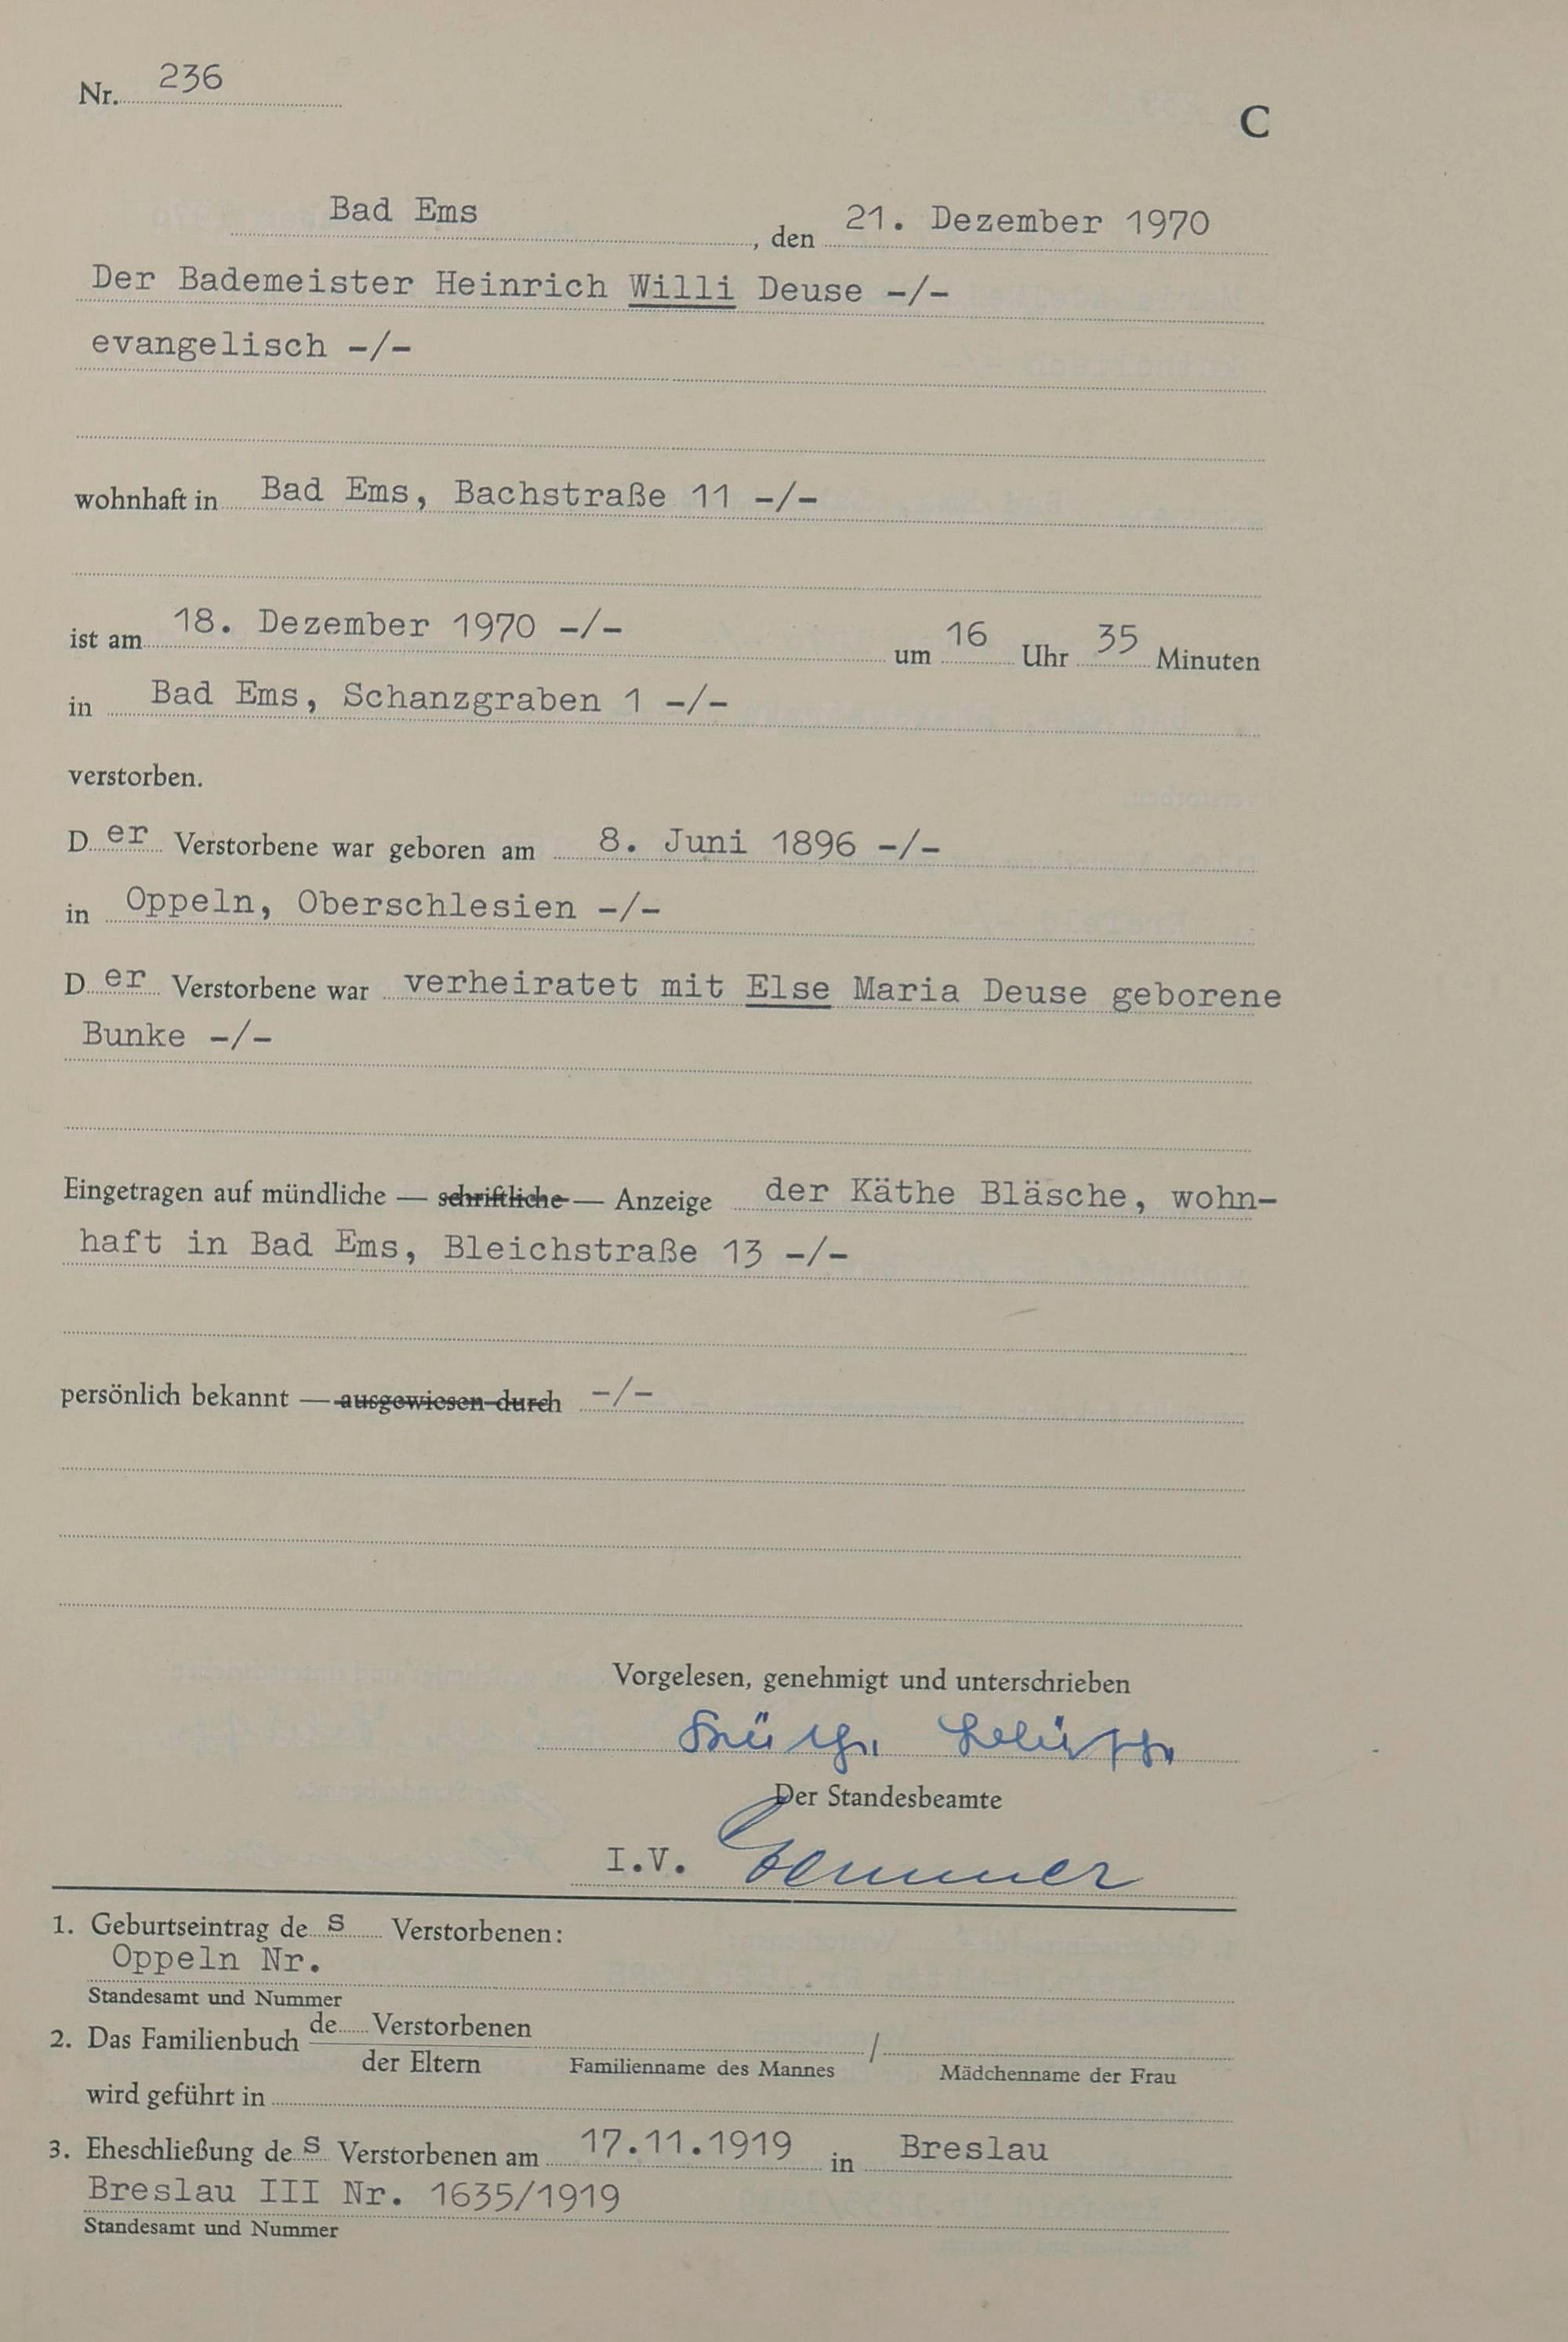 Nr. 236
C
Bad Ems, den 21. Dezember 1970
Der Bademeister Heinrich Willi Deuse -/-
evangelisch -/-
wohnhaft in Bad Ems, Bachstraße 11 -/-
ist am 18. Dezember 1970 -/- um 16 Uhr 35 Minuten
in Bad Ems, Schanzgraben 1 -/-
verstorben.
Der Verstorbene war geboren am 8. Juni 1896 -/-
in Oppeln, Oberschlesien -/-
Der Verstorbene war verheiratet mit Else Maria Deuse geborene
Bunke -/-
Eingetragen auf mündliche — schriftliche — Anzeige der Käthe Bläsche, wohn-
haft in Bad Ems, Bleichstraße 13 -/-
persönlich bekannt — ausgewiesen durch -/-
Vorgelesen, genehmigt und unterschrieben
Käthe Bläsche
Der Standesbeamte
I.V.
1. Geburtseintrag des Verstorbenen:
Oppeln Nr.
Standesamt und Nummer
2. Das Familienbuch de Verstorbenen
der Eltern Familienname des Mannes / Mädchenname der Frau
wird geführt in
3. Eheschließung des Verstorbenen am 17.11.1919 in Breslau
Breslau III Nr. 1635/1919
Standesamt und Nummer